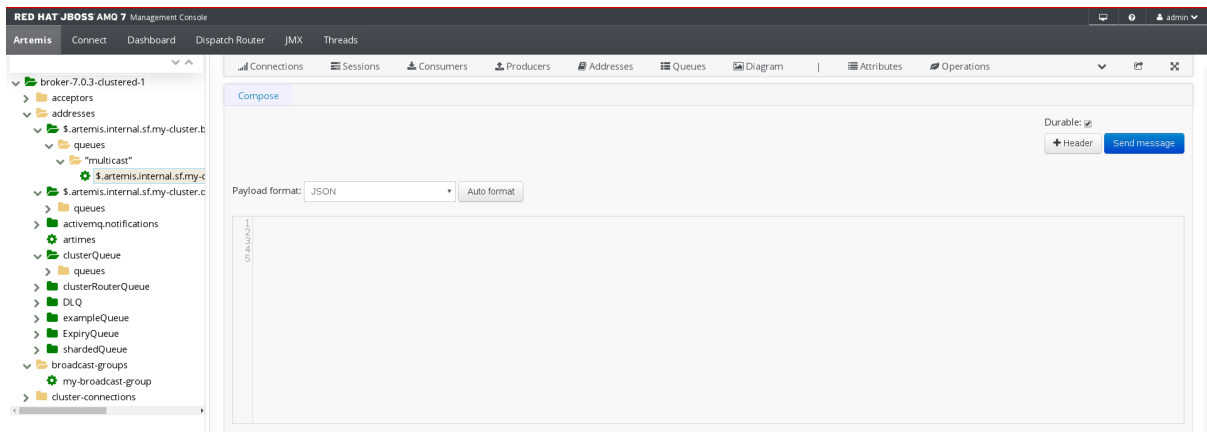 RED HAT JBOSS AMQ 7 Management Console
admin
Artemis Connect Dashboard Dispatch Router JMX Threads
Connections Sessions Consumers Producers Addresses Queues Diagram | Attributes Operations
broker-7.0.3-clustered-1
acceptors
addresses
$.artemis.internal.sf.my-cluster.b
queues
"multicast"
$.artemis.internal.sf.my-c
$.artemis.internal.sf.my-cluster.c
queues
activemq.notifications
artimes
clusterQueue
queues
clusterRouterQueue
DLQ
exampleQueue
ExpiryQueue
shardedQueue
broadcast-groups
my-broadcast-group
cluster-connections
Compose
Durable:
+ Header Send message
Payload format: JSON Auto format
1
2
3
4
5